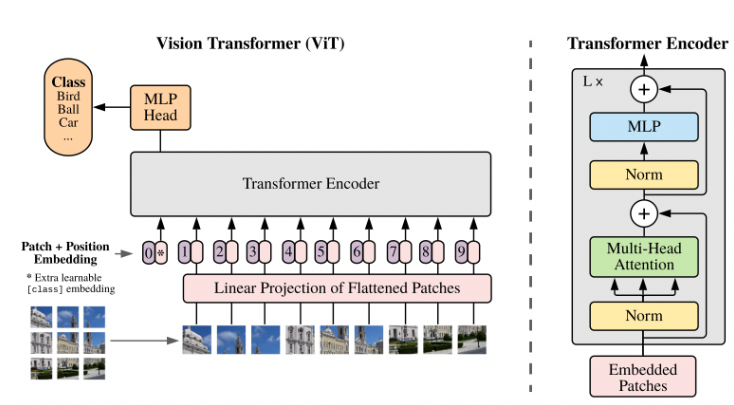 Vision Transformer (ViT)
Class
Bird
Ball
Car
...
MLP
Head
Transformer Encoder
Patch + Position
Embedding
0 * 1 2 3 4 5 6 7 8 9
* Extra learnable
[class] embedding
Linear Projection of Flattened Patches
Transformer Encoder
L ×
+
MLP
Norm
+
Multi-Head
Attention
Norm
Embedded
Patches